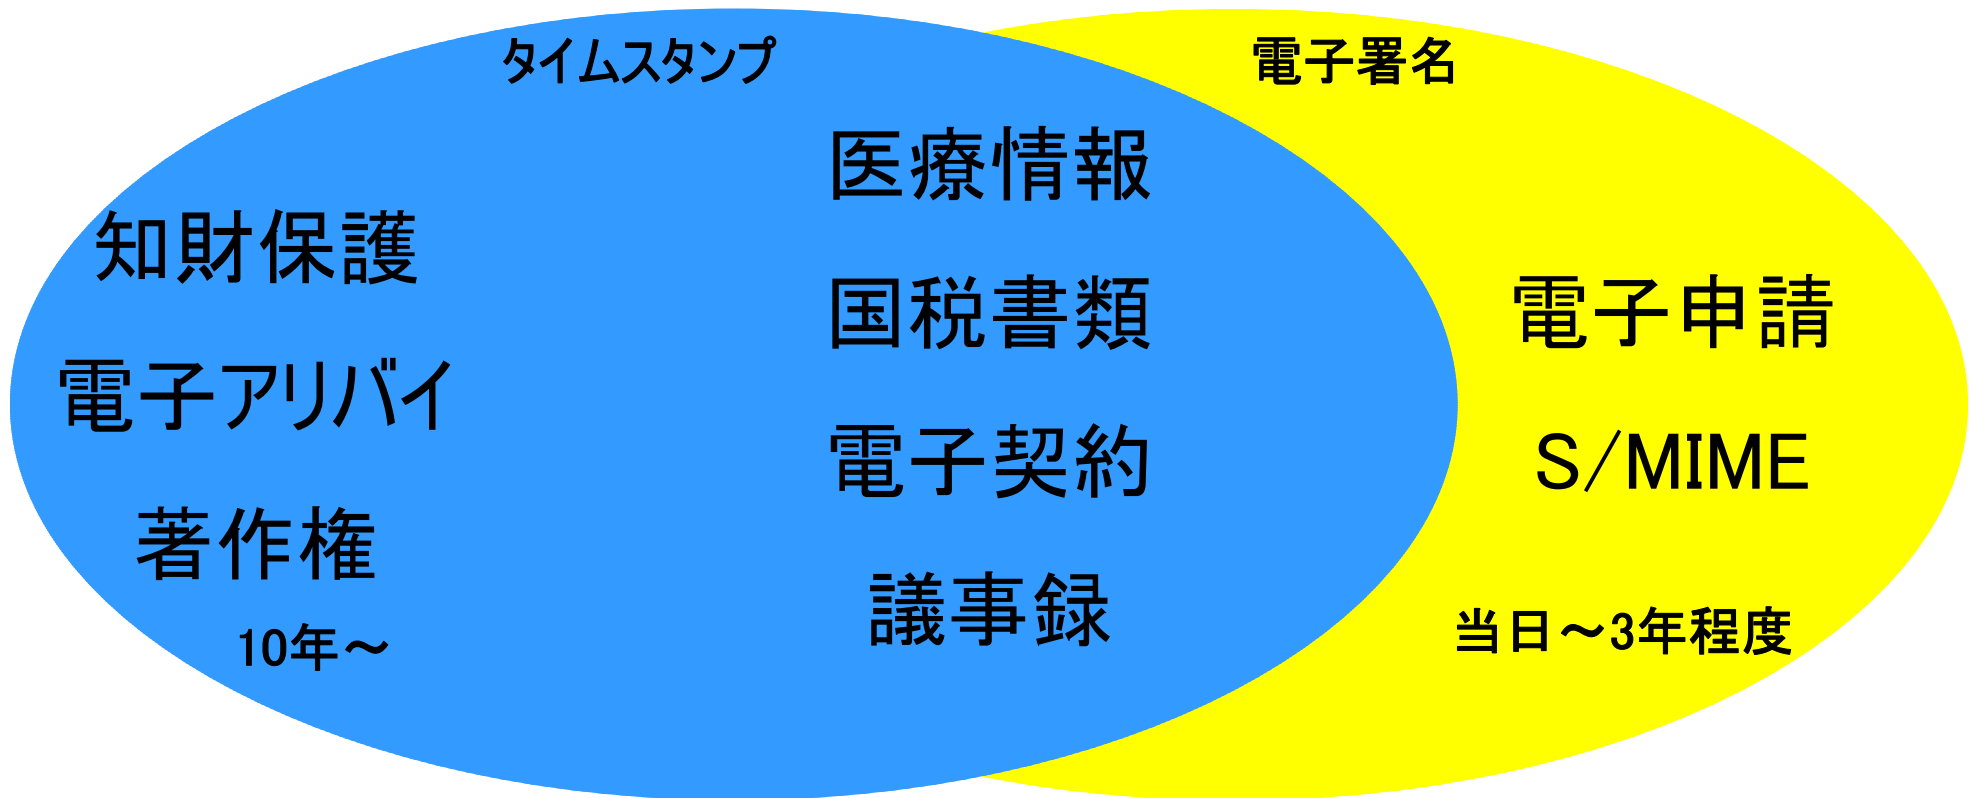 タイムスタンプ
電子署名
知財保護
電子アリバイ
著作権
10年～
医療情報
国税書類
電子契約
議事録
電子申請
S/MIME
当日～3年程度